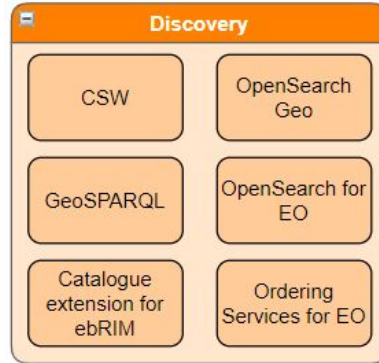 Discovery
CSW
OpenSearch
Geo
GeoSPARQL
OpenSearch for
EO
Catalogue
extension for
ebRIM
Ordering
Services for EO